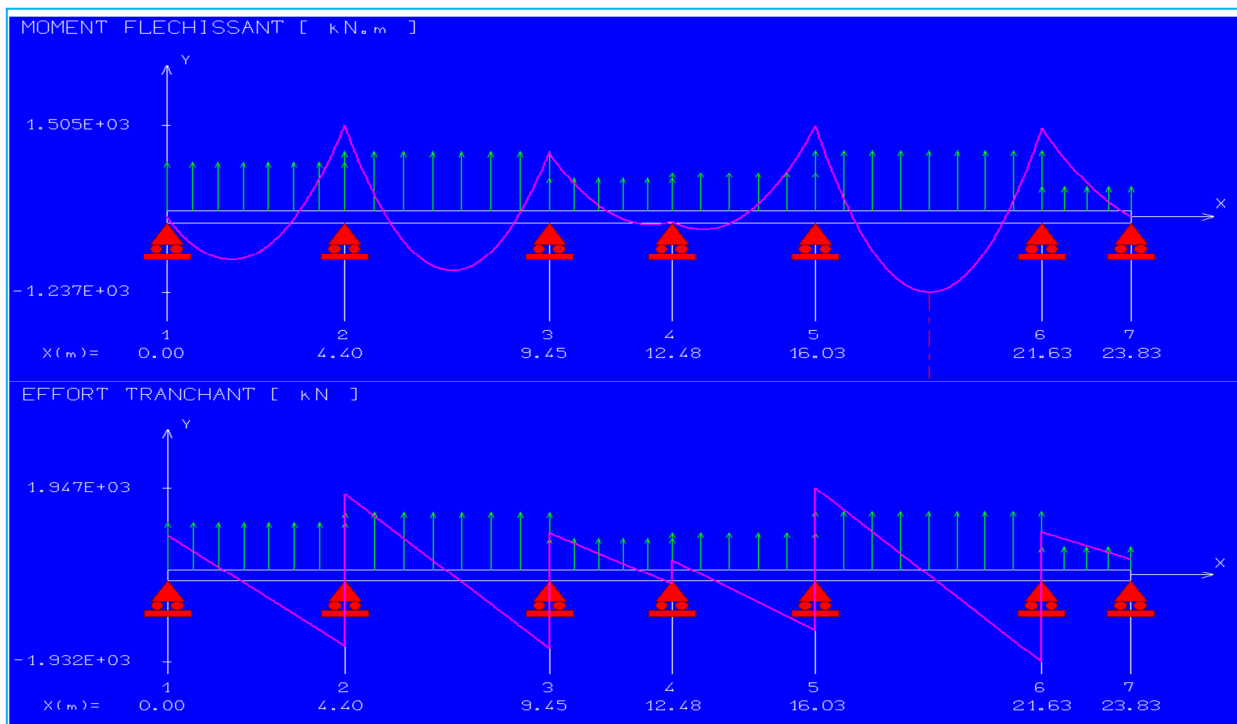 MOMENT FLECHISSANT [ kN.m ]
Y
1.505E+03
X
-1.237E+03
1 2 3 4 5 6 7
X(m)= 0.00 4.40 9.45 12.48 16.03 21.63 23.83
EFFORT TRANCHANT [ kN ]
Y
1.947E+03
X
-1.932E+03
1 2 3 4 5 6 7
X(m)= 0.00 4.40 9.45 12.48 16.03 21.63 23.83